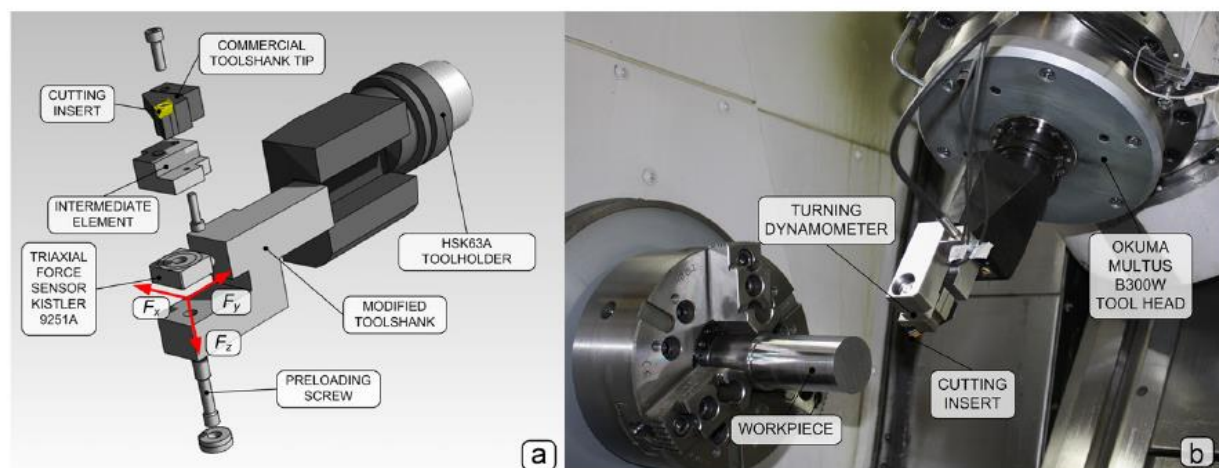 COMMERCIAL
TOOLSHANK TIP
CUTTING
INSERT
INTERMEDIATE
ELEMENT
TRIAXIAL
FORCE
SENSOR
KISTLER
9251A
Fx
Fy
Fz
HSK63A
TOOLHOLDER
MODIFIED
TOOLSHANK
PRELOADING
SCREW
a
TURNING
DYNAMOMETER
OKUMA
MULTUS
B300W
TOOL HEAD
CUTTING
INSERT
WORKPIECE
b